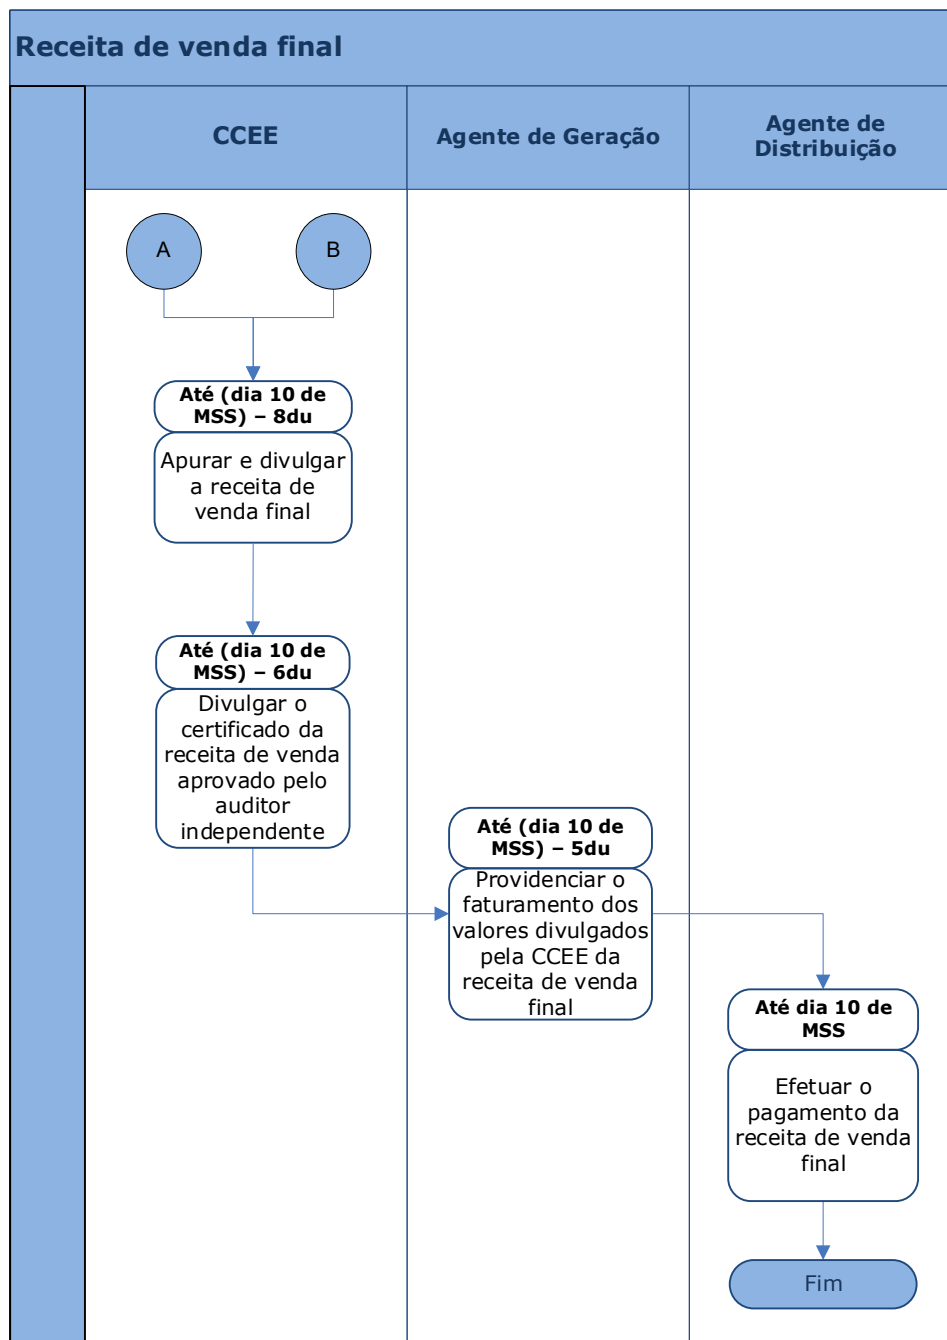 Receita de venda final
CCEE
Agente de Geração
Agente de
Distribuição
A
B
Até (dia 10 de
MSS) – 8du
Apurar e divulgar
a receita de
venda final
Até (dia 10 de
MSS) – 6du
Divulgar o
certificado da
receita de venda
aprovado pelo
auditor
independente
Até (dia 10 de
MSS) – 5du
Providenciar o
faturamento dos
valores divulgados
pela CCEE da
receita de venda
final
Até dia 10 de
MSS
Efetuar o
pagamento da
receita de venda
final
Fim